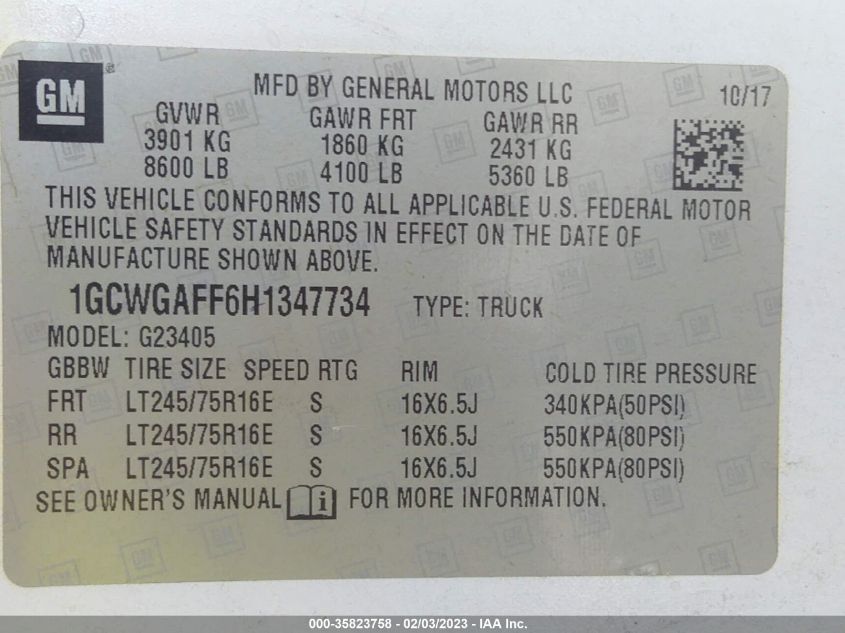 GM
MFD BY GENERAL MOTORS LLC 10/17
GVWR GAWR FRT GAWR RR
3901 KG 1860 KG 2431 KG
8600 LB 4100 LB 5360 LB
THIS VEHICLE CONFORMS TO ALL APPLICABLE U.S. FEDERAL MOTOR
VEHICLE SAFETY STANDARDS IN EFFECT ON THE DATE OF
MANUFACTURE SHOWN ABOVE.
1GCWGAFF6H1347734 TYPE: TRUCK
MODEL: G23405
GBBW TIRE SIZE SPEED RTG RIM COLD TIRE PRESSURE
FRT LT245/75R16E S 16X6.5J 340KPA(50PSI)
RR LT245/75R16E S 16X6.5J 550KPA(80PSI)
SPA LT245/75R16E S 16X6.5J 550KPA(80PSI)
SEE OWNER'S MANUAL i FOR MORE INFORMATION.
000-35823758 - 02/03/2023 - IAA Inc.